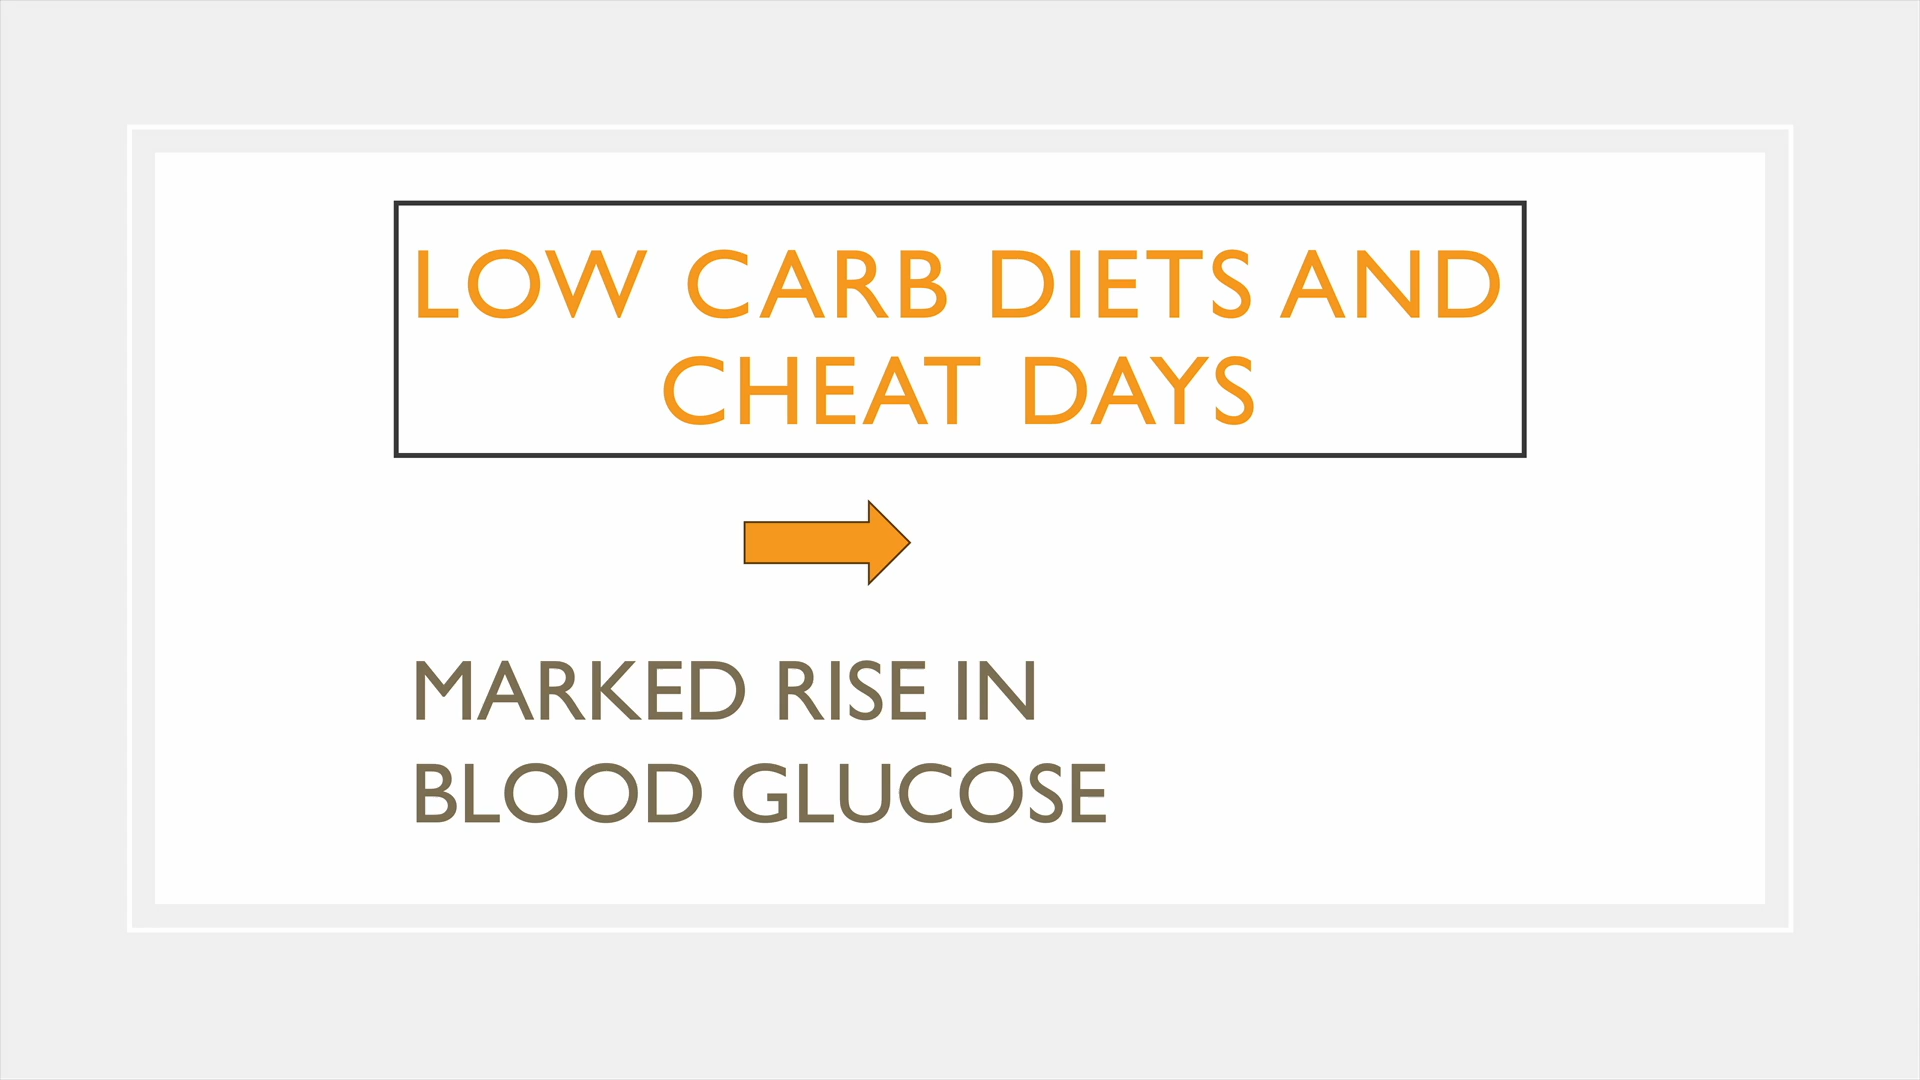 LOW CARB DIETS AND
CHEAT DAYS
MARKED RISE IN
BLOOD GLUCOSE